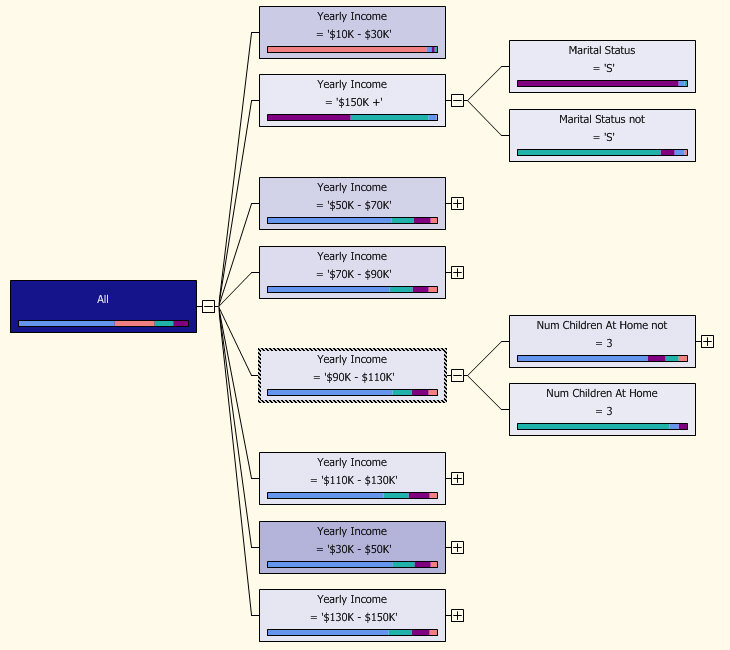 All
Yearly Income
= '$10K - $30K'
Yearly Income
= '$150K +'
Marital Status
= 'S'
Marital Status not
= 'S'
Yearly Income
= '$50K - $70K'
Yearly Income
= '$70K - $90K'
Yearly Income
= '$90K - $110K'
Num Children At Home not
= 3
Num Children At Home
= 3
Yearly Income
= '$110K - $130K'
Yearly Income
= '$30K - $50K'
Yearly Income
= '$130K - $150K'